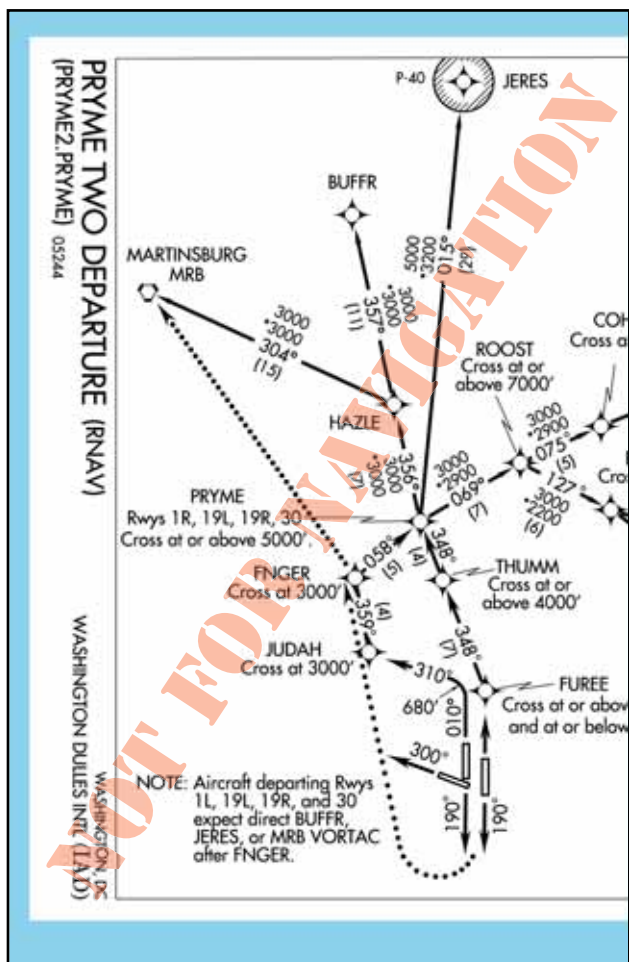 PRYME TWO DEPARTURE (RNAV)
(PRYME2.PRYME) 05244
P-40
JERES
BUFFR
MARTINSBURG
MRB
5000
*3200
015°
(29)
3000
*3000
357°
(11)
3000
*3000
304°
(15)
COH
Cross a
ROOST
Cross at or
above 7000'
HAZLE
3000
*3000
356°
(7)
3000
*2900
069°
(7)
3000
*2900
075°
(5)
127°
3000
*2200
(6)
PRYME
Rwys 1R, 19L, 19R, 30
Cross at or above 5000'.
058°
(5)
348°
(4)
FNGER
Cross at 3000'
THUMM
Cross at or
above 4000'
359°
(4)
348°
(7)
JUDAH
Cross at 3000'
310°
680'
010°
FUREE
Cross at or above
and at or below
300°
190°
190°
NOTE: Aircraft departing Rwys
1L, 19L, 19R, and 30
expect direct BUFFR,
JERES, or MRB VORTAC
after FNGER.
WASHINGTON, DC
WASHINGTON DULLES INTL (IAD)
NOT FOR NAVIGATION